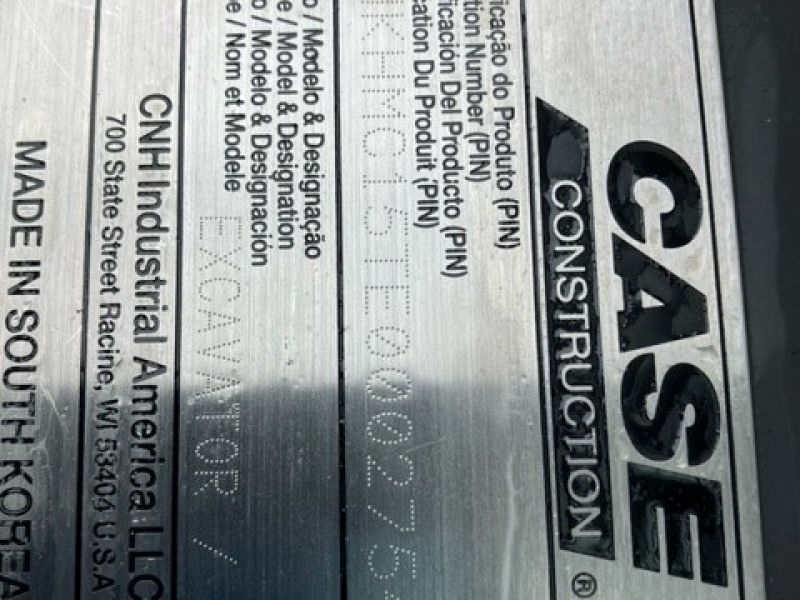 CASE
CONSTRUCTION ®
icação do Produto (PIN)
tion Number (PIN)
ficación Del Producto (PIN)
cation Du Produit (PIN)
KHMC15TE000275
o / Modelo & Designação
e / Model & Designation
o / Modelo & Designación
e / Nom et Modele
EXCAVATOR /
CNH Industrial America LLC
700 State Street Racine, WI 53404 U.S.A
MADE IN SOUTH KOREA